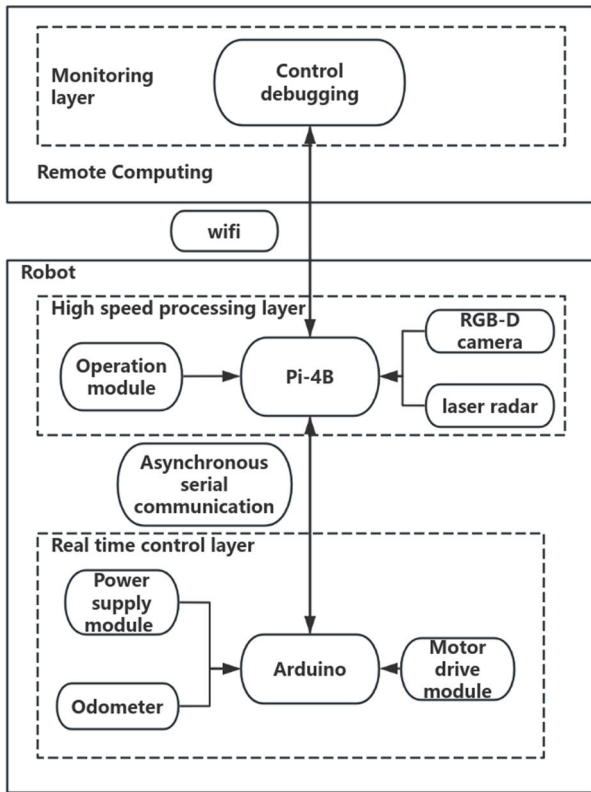 Monitoring
layer
Control
debugging
Remote Computing
wifi
Robot
High speed processing layer
Operation
module
Pi-4B
RGB-D
camera
laser radar
Asynchronous
serial
communication
Real time control layer
Power
supply
module
Odometer
Arduino
Motor
drive
module